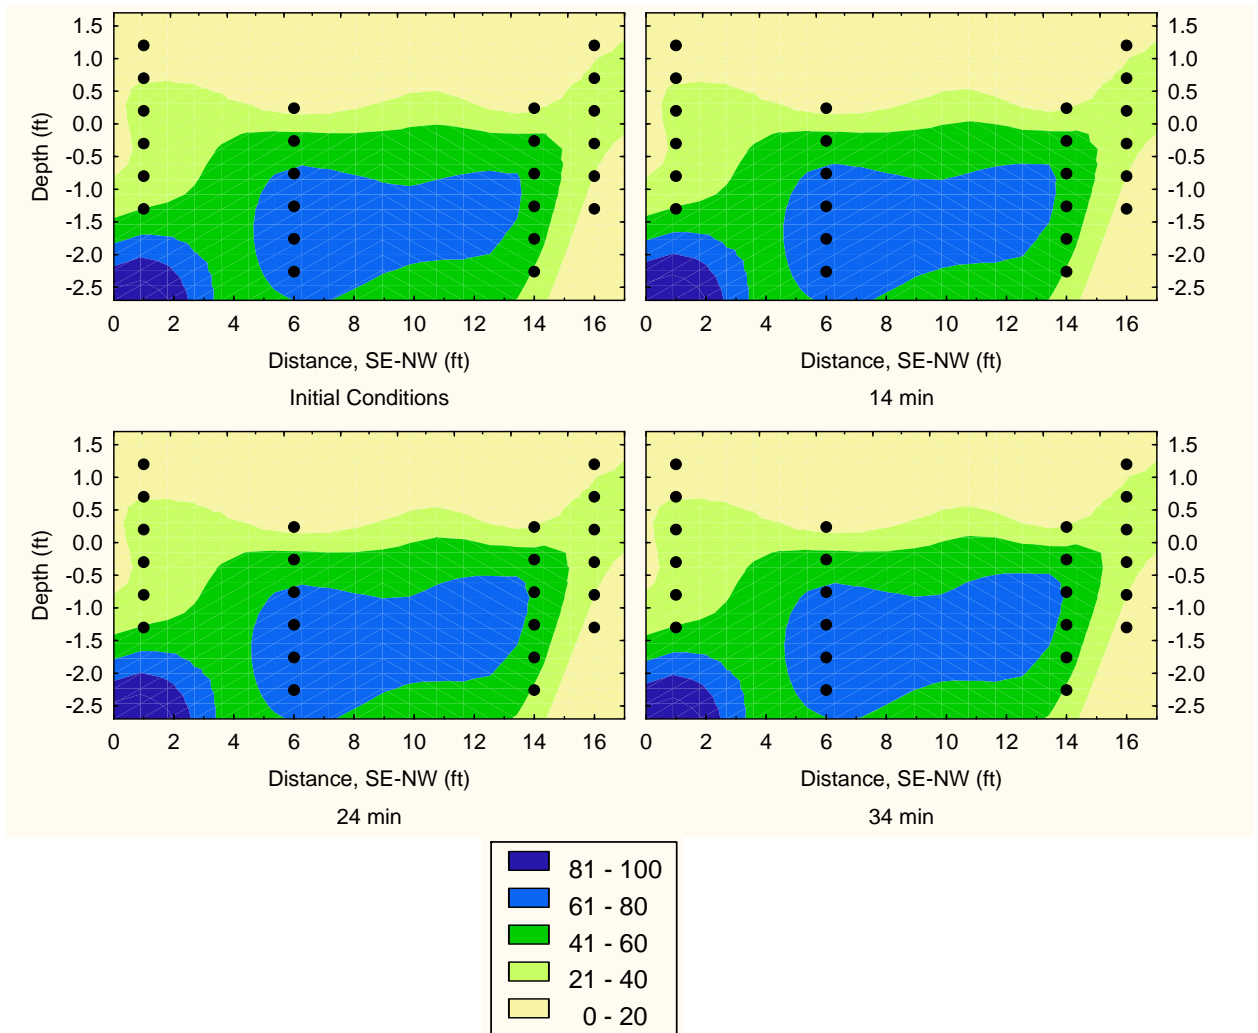 1.5
1.0
0.5
0.0
-0.5
-1.0
-1.5
-2.0
-2.5
Depth (ft)
0 2 4 6 8 10 12 14 16
Distance, SE-NW (ft)
Initial Conditions
1.5
1.0
0.5
0.0
-0.5
-1.0
-1.5
-2.0
-2.5
0 2 4 6 8 10 12 14 16
Distance, SE-NW (ft)
14 min
1.5
1.0
0.5
0.0
-0.5
-1.0
-1.5
-2.0
-2.5
Depth (ft)
0 2 4 6 8 10 12 14 16
Distance, SE-NW (ft)
24 min
1.5
1.0
0.5
0.0
-0.5
-1.0
-1.5
-2.0
-2.5
0 2 4 6 8 10 12 14 16
Distance, SE-NW (ft)
34 min
81 - 100
61 - 80
41 - 60
21 - 40
0 - 20